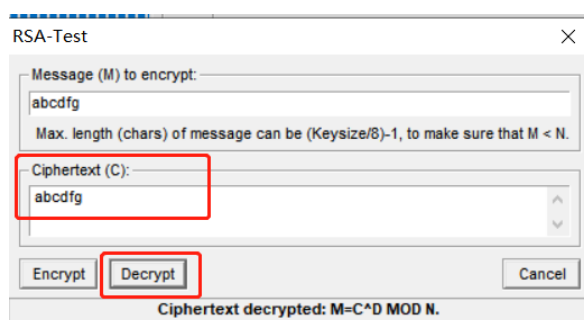 RSA-Test
Message (M) to encrypt:
abcdfg
Max. length (chars) of message can be (Keysize/8)-1, to make sure that M < N.
Ciphertext (C):
abcdfg
Encrypt Decrypt Cancel
Ciphertext decrypted: M=C^D MOD N.